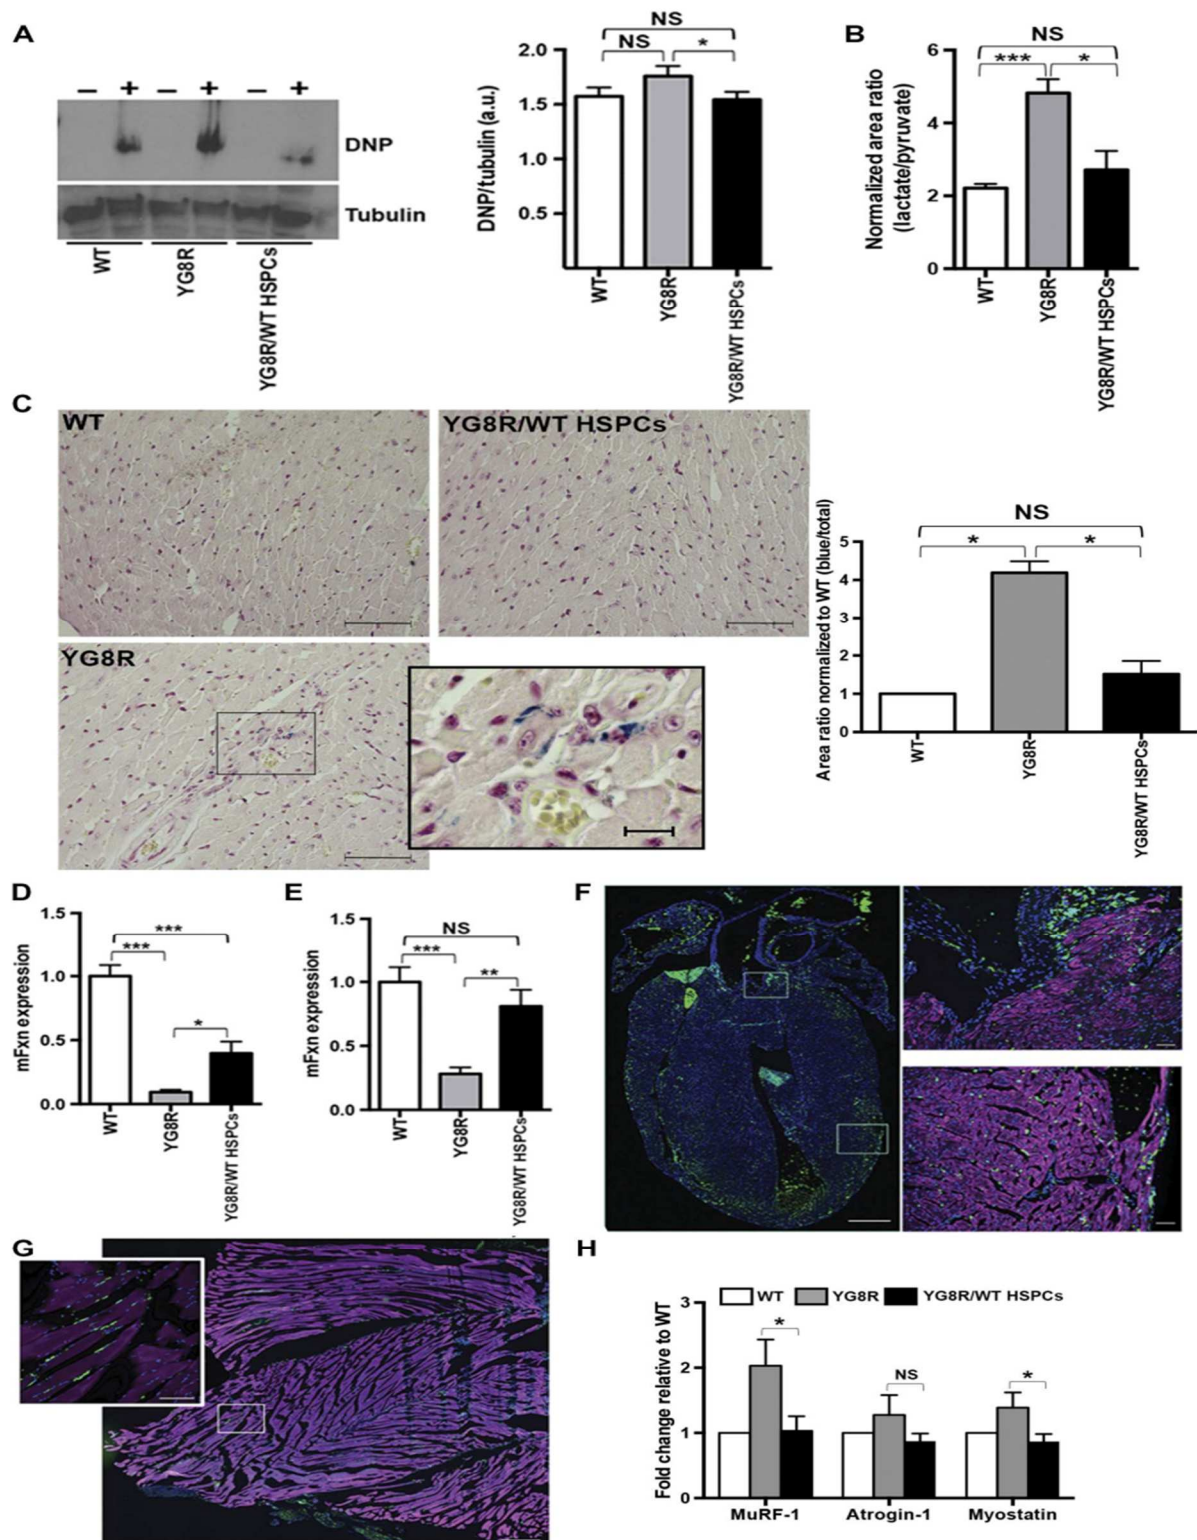 A
− + − + − +
DNP
Tubulin
WT
YG8R
YG8R/WT HSPCs
NS
NS *
2.0
1.5
1.0
0.5
DNP/tubulin (a.u.)
WT
YG8R
YG8R/WT HSPCs
B
NS
*** *
6
4
2
0
Normalized area ratio
(lactate/pyruvate)
WT
YG8R
YG8R/WT HSPCs
C
WT
YG8R/WT HSPCs
YG8R
NS
* *
5
4
3
2
1
0
Area ratio normalized to WT (blue/total)
WT
YG8R
YG8R/WT HSPCs
D
1.5
1.0
0.5
0.0
mFxn expression
***
***
*
WT
YG8R
YG8R/WT HSPCs
E
1.5
1.0
0.5
0.0
mFxn expression
NS
***
**
WT
YG8R
YG8R/WT HSPCs
F
G
H
WT YG8R YG8R/WT HSPCs
3
2
1
0
Fold change relative to WT
*
NS
*
MuRF-1 Atrogin-1 Myostatin